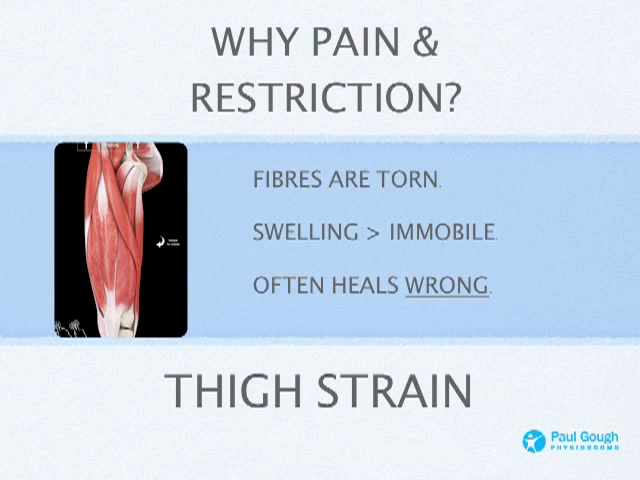 WHY PAIN &
RESTRICTION?
FIBRES ARE TORN.
SWELLING > IMMOBILE.
OFTEN HEALS WRONG.
THIGH STRAIN
Paul Gough
PHYSIOROOMS